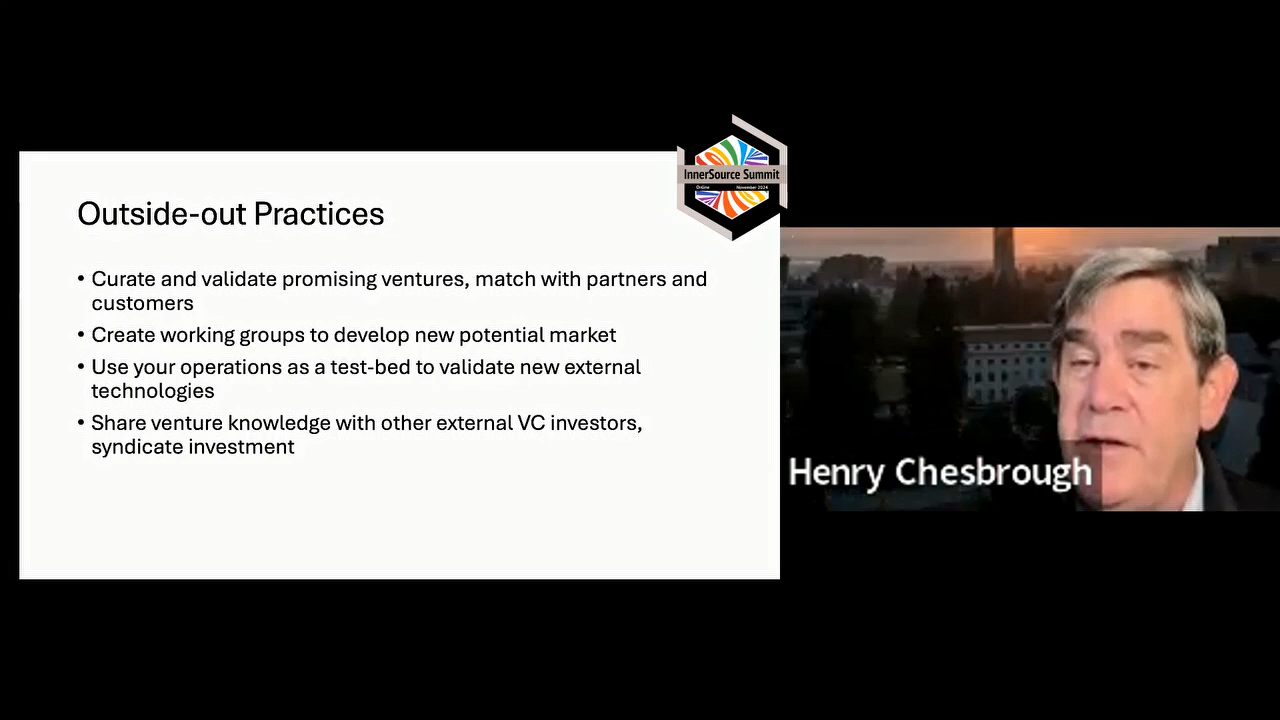 InnerSource Summit
Online November 2024
Outside-out Practices
• Curate and validate promising ventures, match with partners and
customers
• Create working groups to develop new potential market
• Use your operations as a test-bed to validate new external
technologies
• Share venture knowledge with other external VC investors,
syndicate investment
Henry Chesbrough